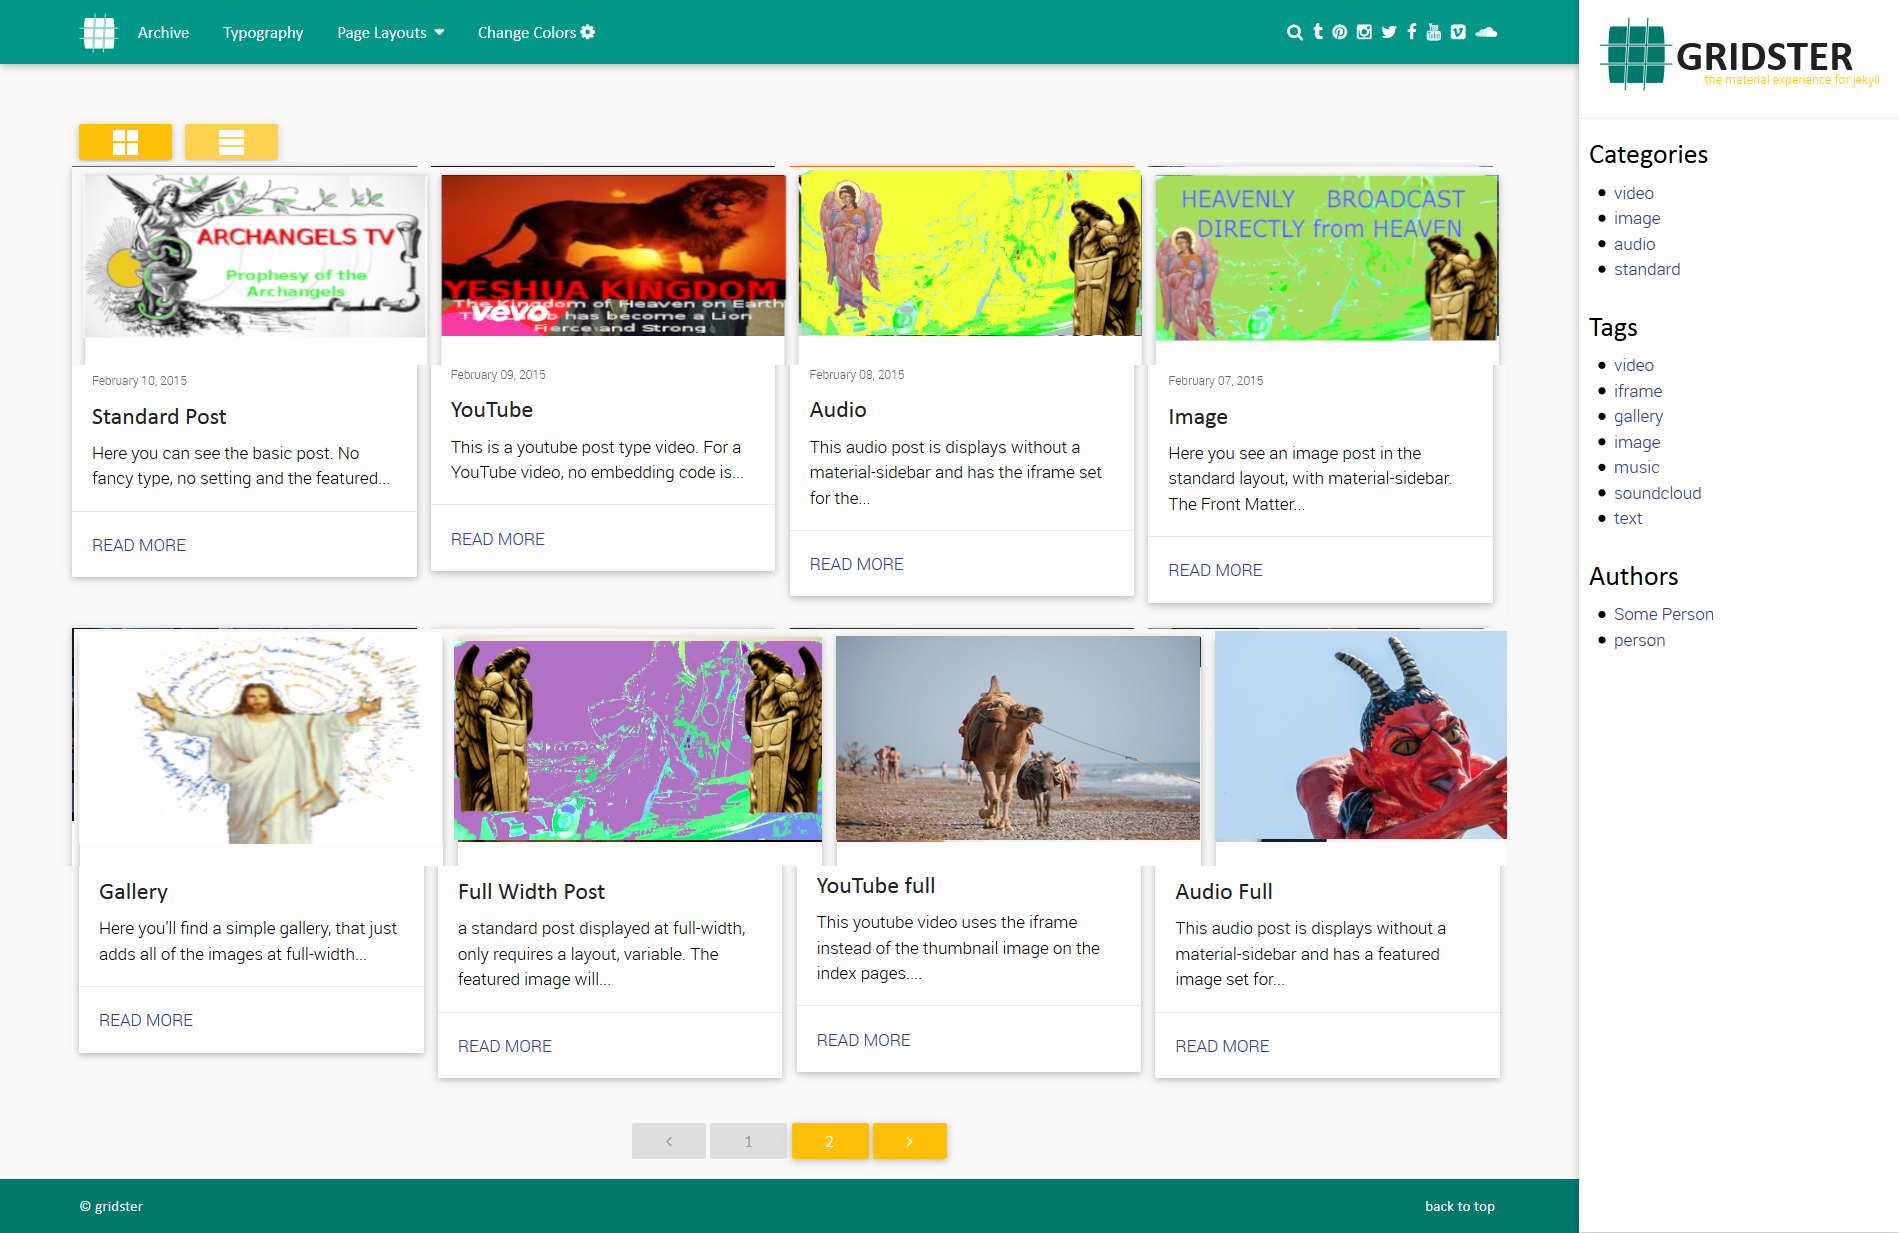 Archive
Typography
Page Layouts
Change Colors
You
Tube
GRIDSTER
the material experience for jekyll
ARCHANGELS TV
Prophesy of the
Archangels
February 10, 2015
Standard Post
Here you can see the basic post. No
fancy type, no setting and the featured...
READ MORE
YESHUA KINGDOM
The Kingdom of Heaven on Earth
has become a Lion
vevo
Fierce and Strong
February 09, 2015
YouTube
This is a youtube post type video. For a
YouTube video, no embedding code is...
READ MORE
February 08, 2015
Audio
This audio post is displays without a
material-sidebar and has the iframe set
for the...
READ MORE
HEAVENLY BROADCAST
DIRECTLY from HEAVEN
February 07, 2015
Image
Here you see an image post in the
standard layout, with material-sidebar.
The Front Matter...
READ MORE
Gallery
Here you'll find a simple gallery, that just
adds all of the images at full-width...
READ MORE
Full Width Post
a standard post displayed at full-width,
only requires a layout, variable. The
featured image will...
READ MORE
YouTube full
This youtube video uses the iframe
instead of the thumbnail image on the
index pages....
READ MORE
Audio Full
This audio post is displays without a
material-sidebar and has a featured
image set for...
READ MORE
Categories
video
image
audio
standard
Tags
video
iframe
gallery
image
music
soundcloud
text
Authors
Some Person
person
1
2
© gridster
back to top